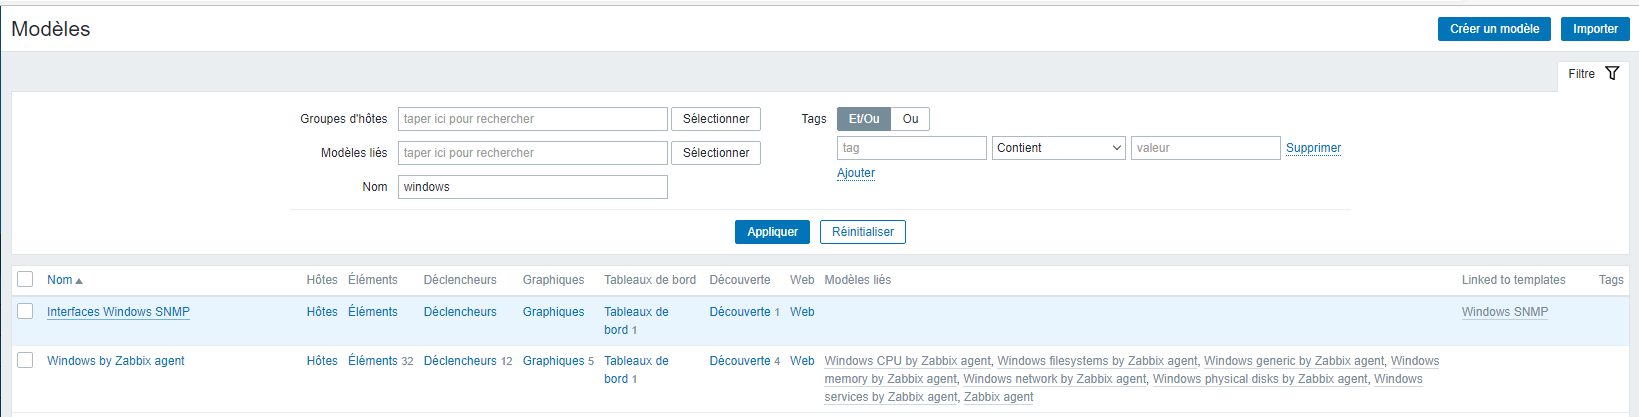 Modèles
Créer un modèle
Importer
Filtre
Groupes d'hôtes
taper ici pour rechercher
Sélectionner
Tags
Et/Ou
Ou
tag
Contient
valeur
Supprimer
Modèles liés
taper ici pour rechercher
Sélectionner
Ajouter
Nom
windows
Appliquer
Réinitialiser
Nom Hôtes Éléments Déclencheurs Graphiques Tableaux de bord Découverte Web Modèles liés Linked to templates Tags
Interfaces Windows SNMP Hôtes Éléments Déclencheurs Graphiques Tableaux de Découverte 1 Web Windows SNMP
bord 1
Windows by Zabbix agent Hôtes Éléments 32 Déclencheurs 12 Graphiques 5 Tableaux de Découverte 4 Web Windows CPU by Zabbix agent, Windows filesystems by Zabbix agent, Windows generic by Zabbix agent, Windows
bord 1 memory by Zabbix agent, Windows network by Zabbix agent, Windows physical disks by Zabbix agent, Windows
services by Zabbix agent, Zabbix agent